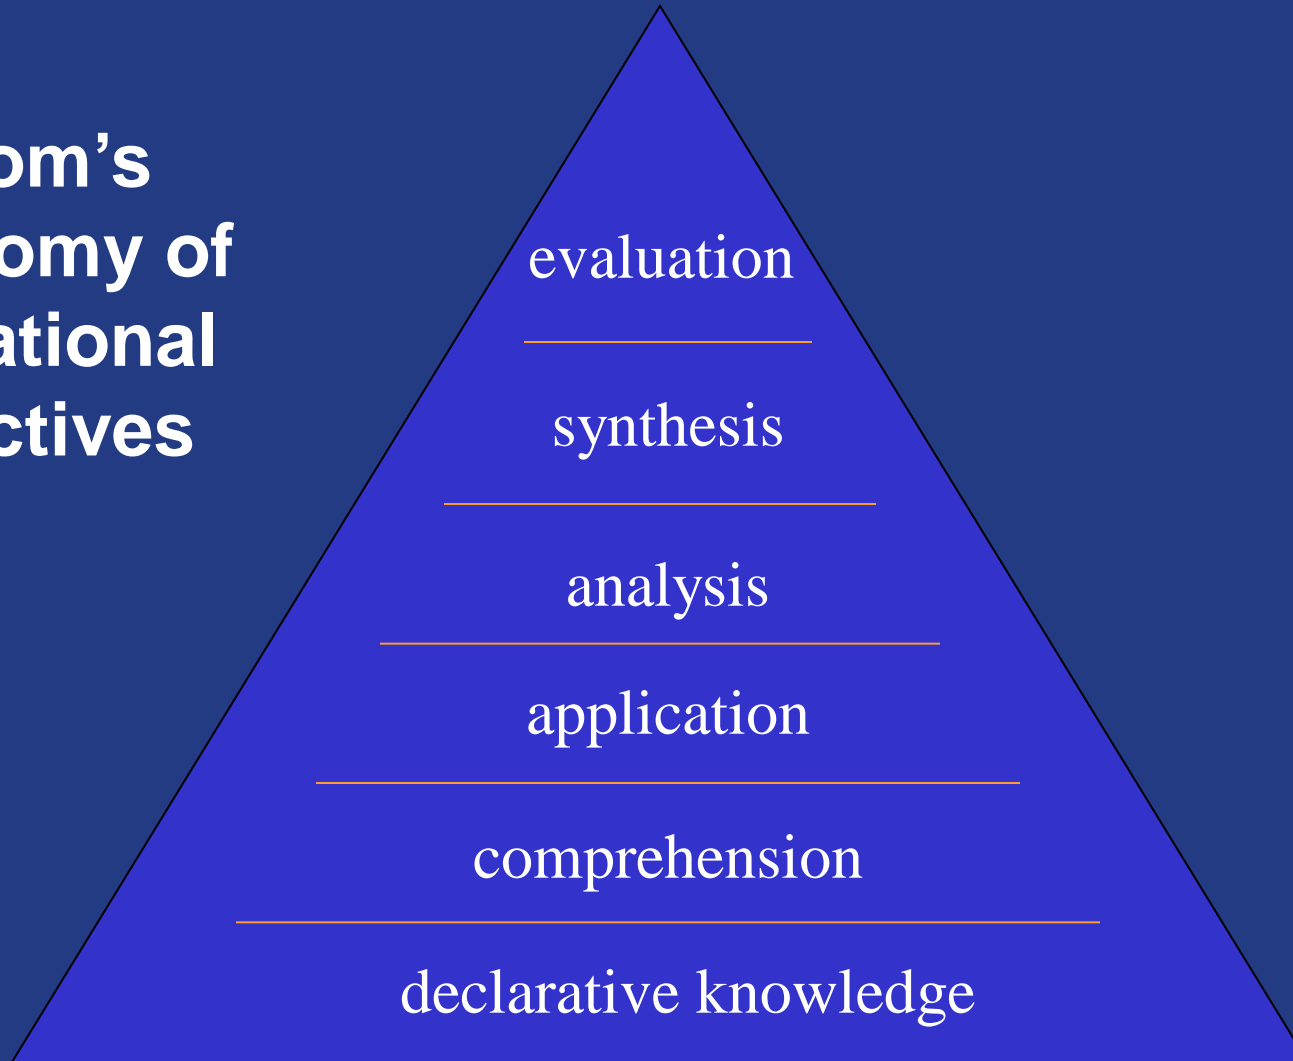 om’s
omy of
ational
ctives
evaluation
synthesis
analysis
application
comprehension
declarative knowledge